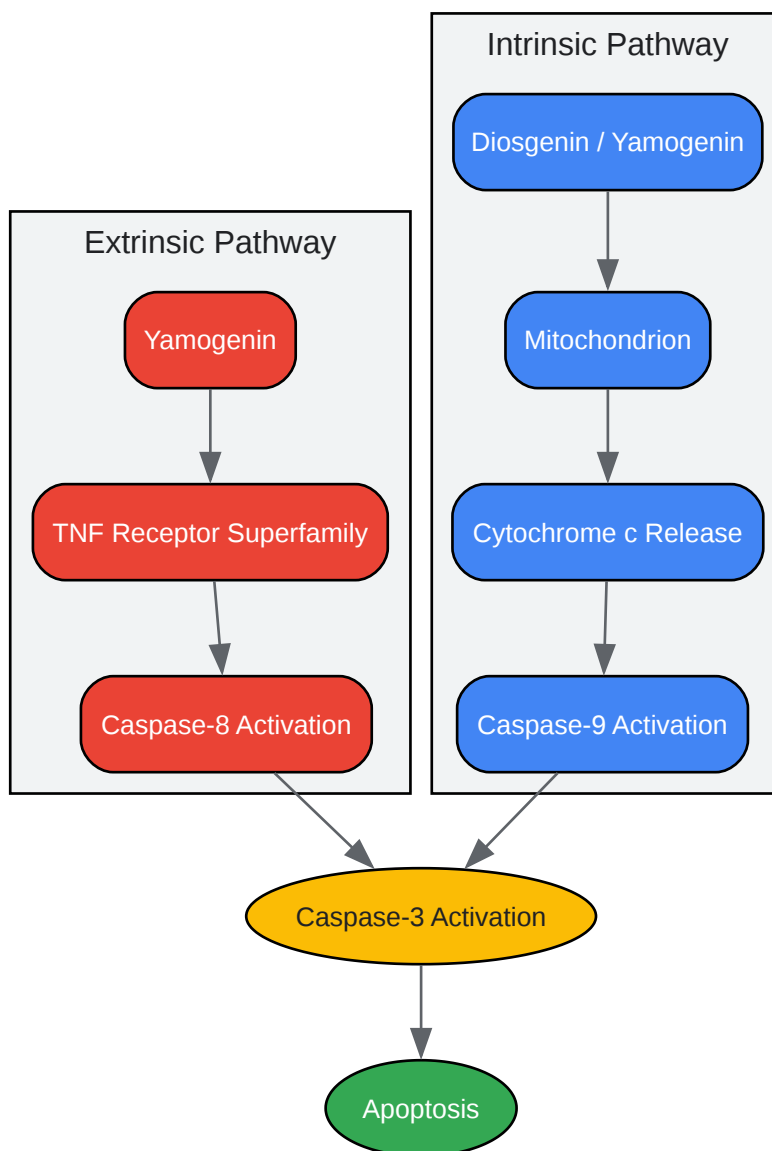 Intrinsic Pathway
Diosgenin / Yamogenin
Extrinsic Pathway
Yamogenin
Mitochondrion
TNF Receptor Superfamily
Cytochrome c Release
Caspase-8 Activation
Caspase-9 Activation
Caspase-3 Activation
Apoptosis